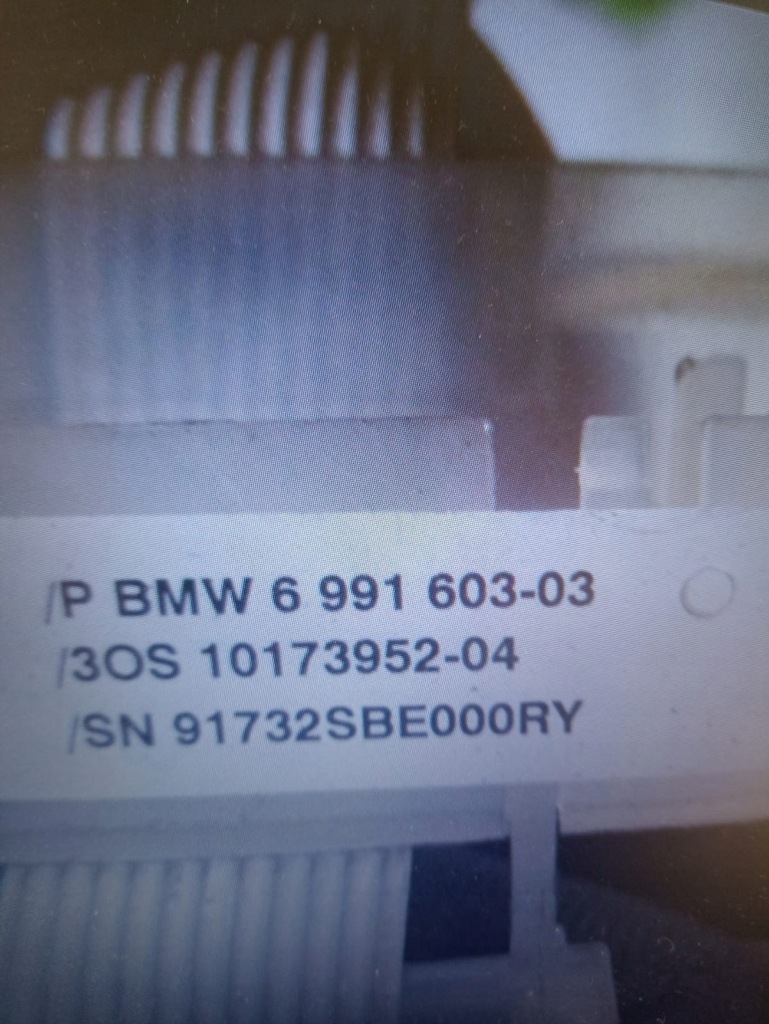 /P BMW 6 991 603-03
/3OS 10173952-04
/SN 91732SBE000RY